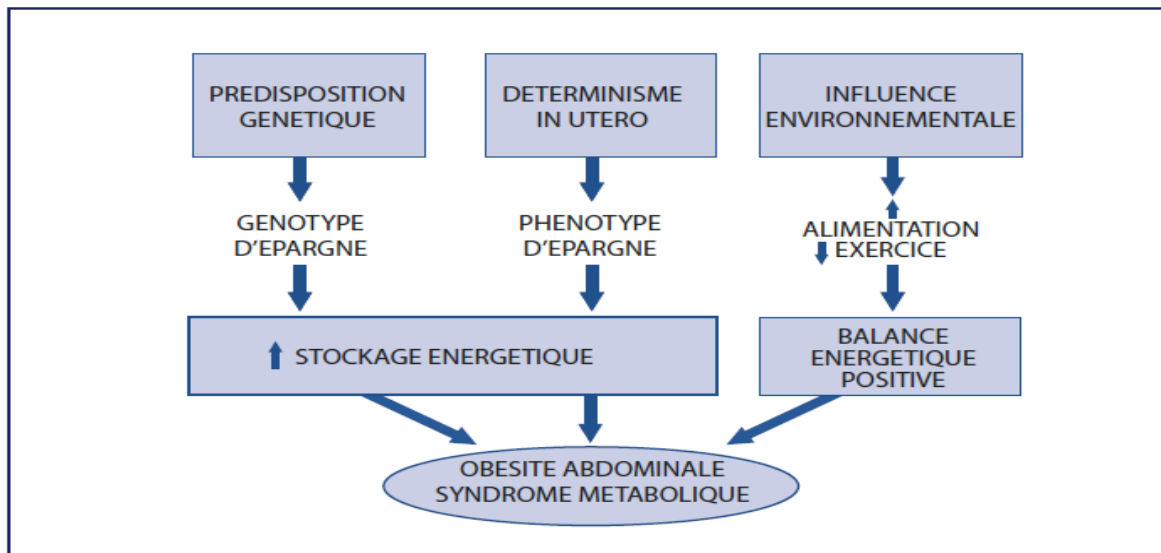 PREDISPOSITION
GENETIQUE
DETERMINISME
IN UTERO
INFLUENCE
ENVIRONNEMENTALE
GENOTYPE
D'EPARGNE
PHENOTYPE
D'EPARGNE
ALIMENTATION
EXERCICE
STOCKAGE ENERGETIQUE
BALANCE
ENERGETIQUE
POSITIVE
OBESITE ABDOMINALE
SYNDROME METABOLIQUE